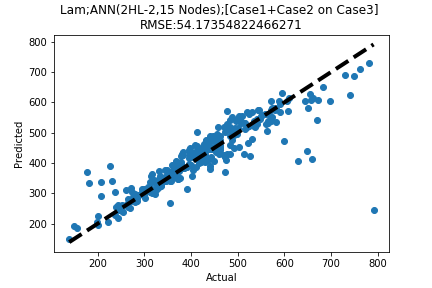 Lam;ANN(2HL-2,15 Nodes);[Case1+Case2 on Case3]
RMSE:54.17354822466271
800
700
600
500
400
300
200
Predicted
200 300 400 500 600 700 800
Actual